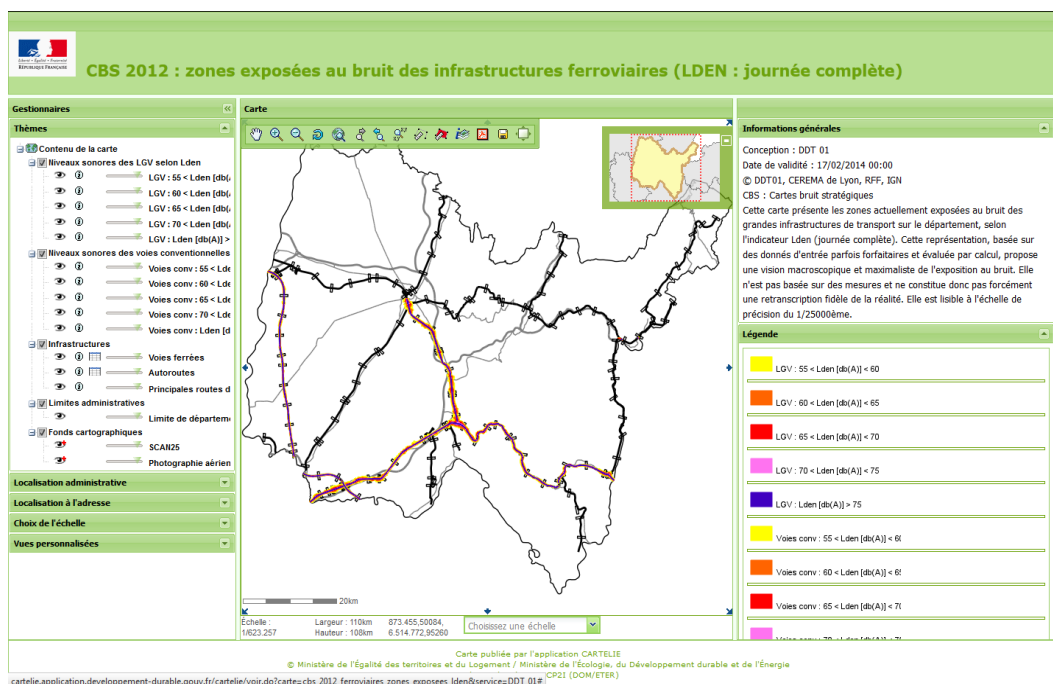 Liberté • Égalité • Fraternité
RÉPUBLIQUE FRANÇAISE
CBS 2012 : zones exposées au bruit des infrastructures ferroviaires (LDEN : journée complète)
Gestionnaires
Thèmes
Contenu de la carte
Niveaux sonores des LGV selon Lden
LGV : 55 < Lden [db(
LGV : 60 < Lden [db(
LGV : 65 < Lden [db(
LGV : 70 < Lden [db(
LGV : Lden [db(A)] >
Niveaux sonores des voies conventionnelles
Voies conv : 55 < Lde
Voies conv : 60 < Lde
Voies conv : 65 < Lde
Voies conv : 70 < Lde
Voies conv : Lden [d
Infrastructures
Voies ferrées
Autoroutes
Principales routes d
Limites administratives
Limite de départeme
Fonds cartographiques
SCAN25
Photographie aérien
Localisation administrative
Localisation à l'adresse
Choix de l'échelle
Vues personnalisées
Carte
20km
Échelle :
1/623.257
Largeur : 110km
Hauteur : 108km
873.455,50084,
6.514.772,95260
Choisissez une échelle
Informations générales
Conception : DDT 01
Date de validité : 17/02/2014 00:00
© DDT01, CEREMA de Lyon, RFF, IGN
CBS : Cartes bruit stratégiques
Cette carte présente les zones actuellement exposées au bruit des
grandes infrastructures de transport sur le département, selon
l'indicateur Lden (journée complète). Cette représentation, basée sur
des donnés d'entrée parfois forfaitaires et évaluée par calcul, propose
une vision macroscopique et maximaliste de l'exposition au bruit. Elle
n'est pas basée sur des mesures et ne constitue donc pas forcément
une retranscription fidèle de la réalité. Elle est lisible à l'échelle de
précision du 1/25000ème.
Légende
LGV : 55 < Lden [db(A)] < 60
LGV : 60 < Lden [db(A)] < 65
LGV : 65 < Lden [db(A)] < 70
LGV : 70 < Lden [db(A)] < 75
LGV : Lden [db(A)] > 75
Voies conv : 55 < Lden [db(A)] < 60
Voies conv : 60 < Lden [db(A)] < 65
Voies conv : 65 < Lden [db(A)] < 70
Voies conv : 70 < Lden [db(A)] < 75
Carte publiée par l'application CARTELIE
© Ministère de l'Égalité des territoires et du Logement / Ministère de l'Écologie, du Développement durable et de l'Énergie
CP2I (DOM/ETER)
cartelie.application.developpement-durable.gouv.fr/cartelie/voir.do?carte=cbs_2012_ferroviaires_zones_exposees_lden&service=DDT_01#